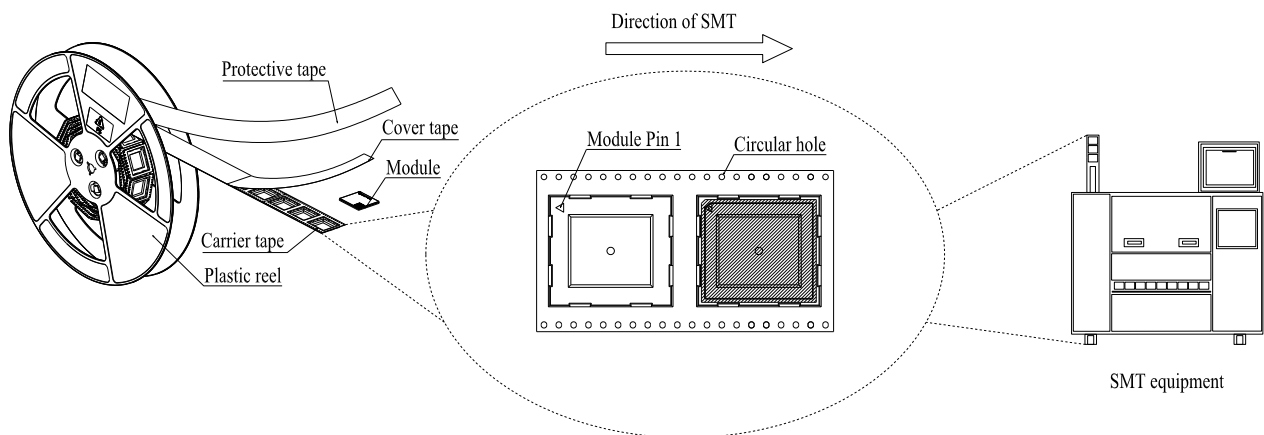 Direction of SMT
Protective tape
Cover tape
Module
Carrier tape
Plastic reel
Module Pin 1
Circular hole
SMT equipment